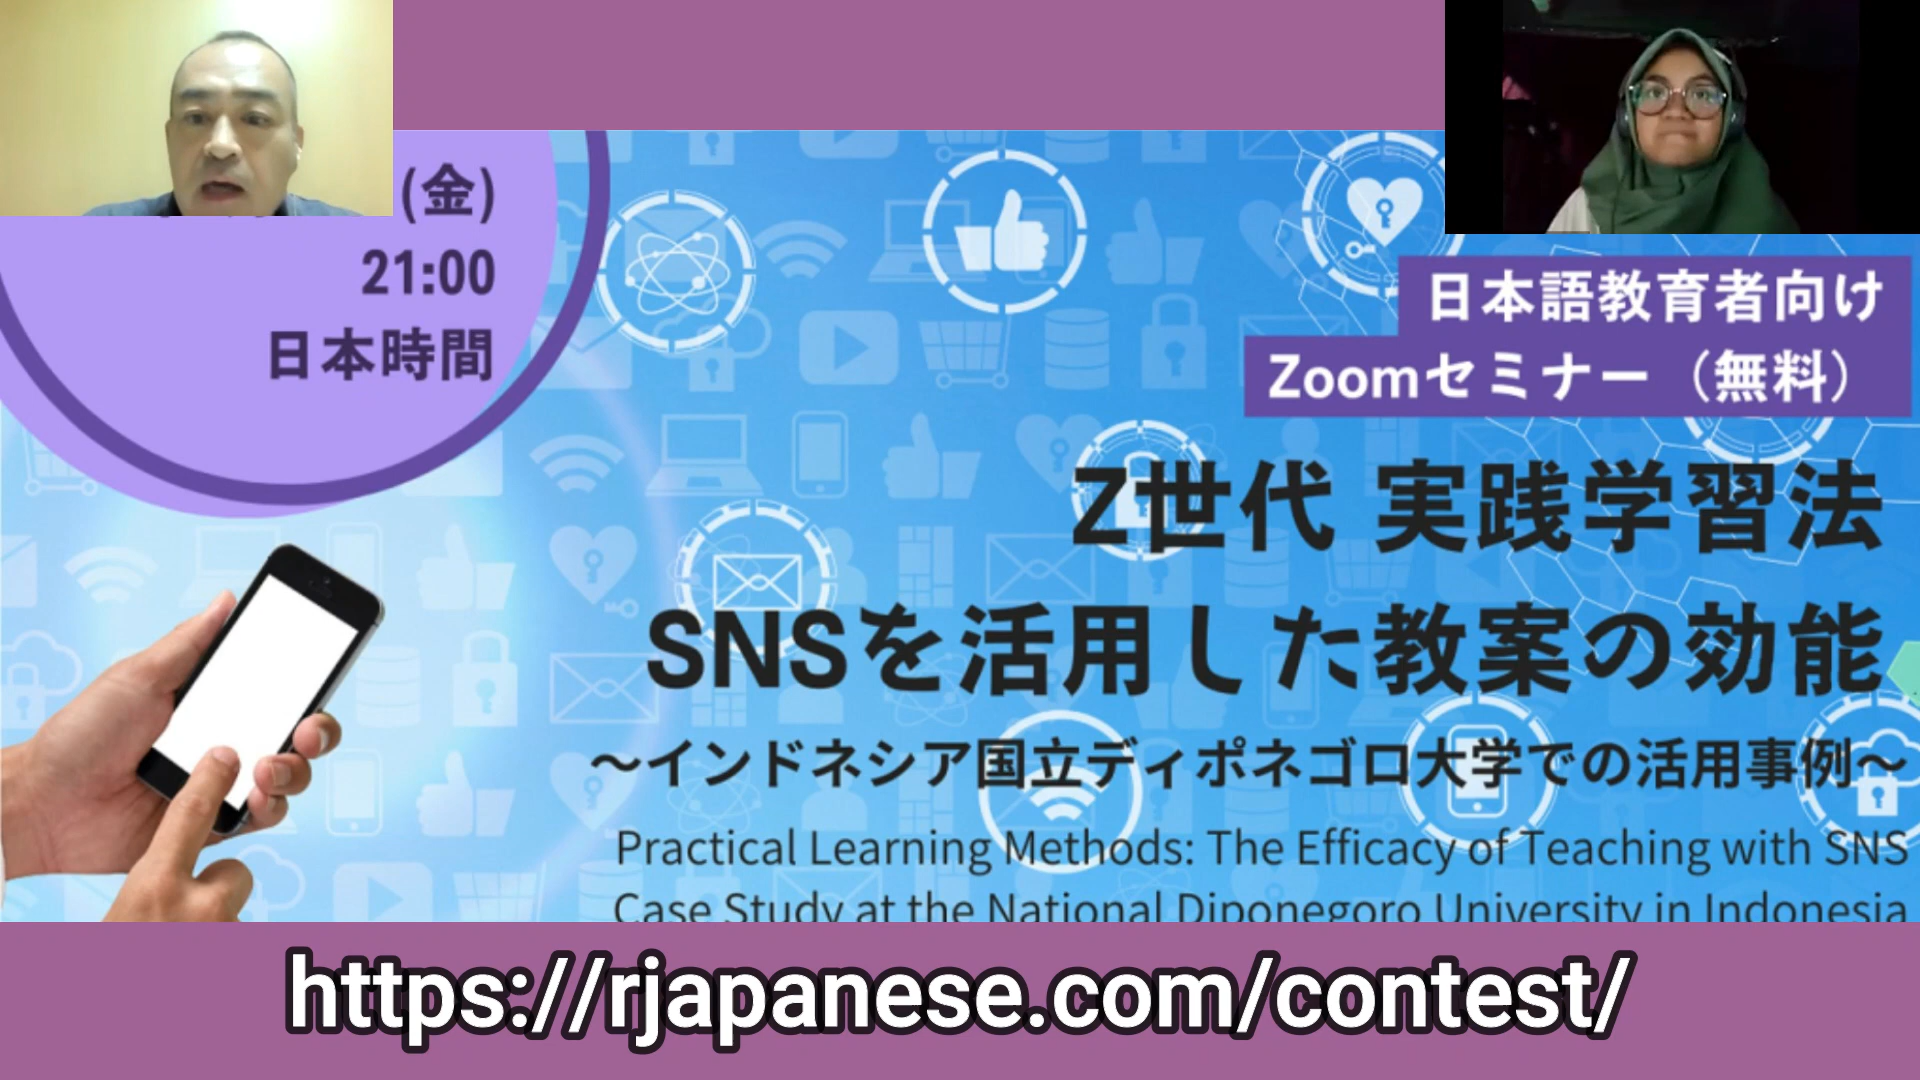 (金)
21:00
日本時間
日本語教育者向け
Zoomセミナー（無料）
Z世代 実践学習法
SNSを活用した教案の効能
～インドネシア国立ディポネゴロ大学での活用事例～
Practical Learning Methods: The Efficacy of Teaching with SNS
Case Study at the National Diponegoro University in Indonesia
https://rjapanese.com/contest/